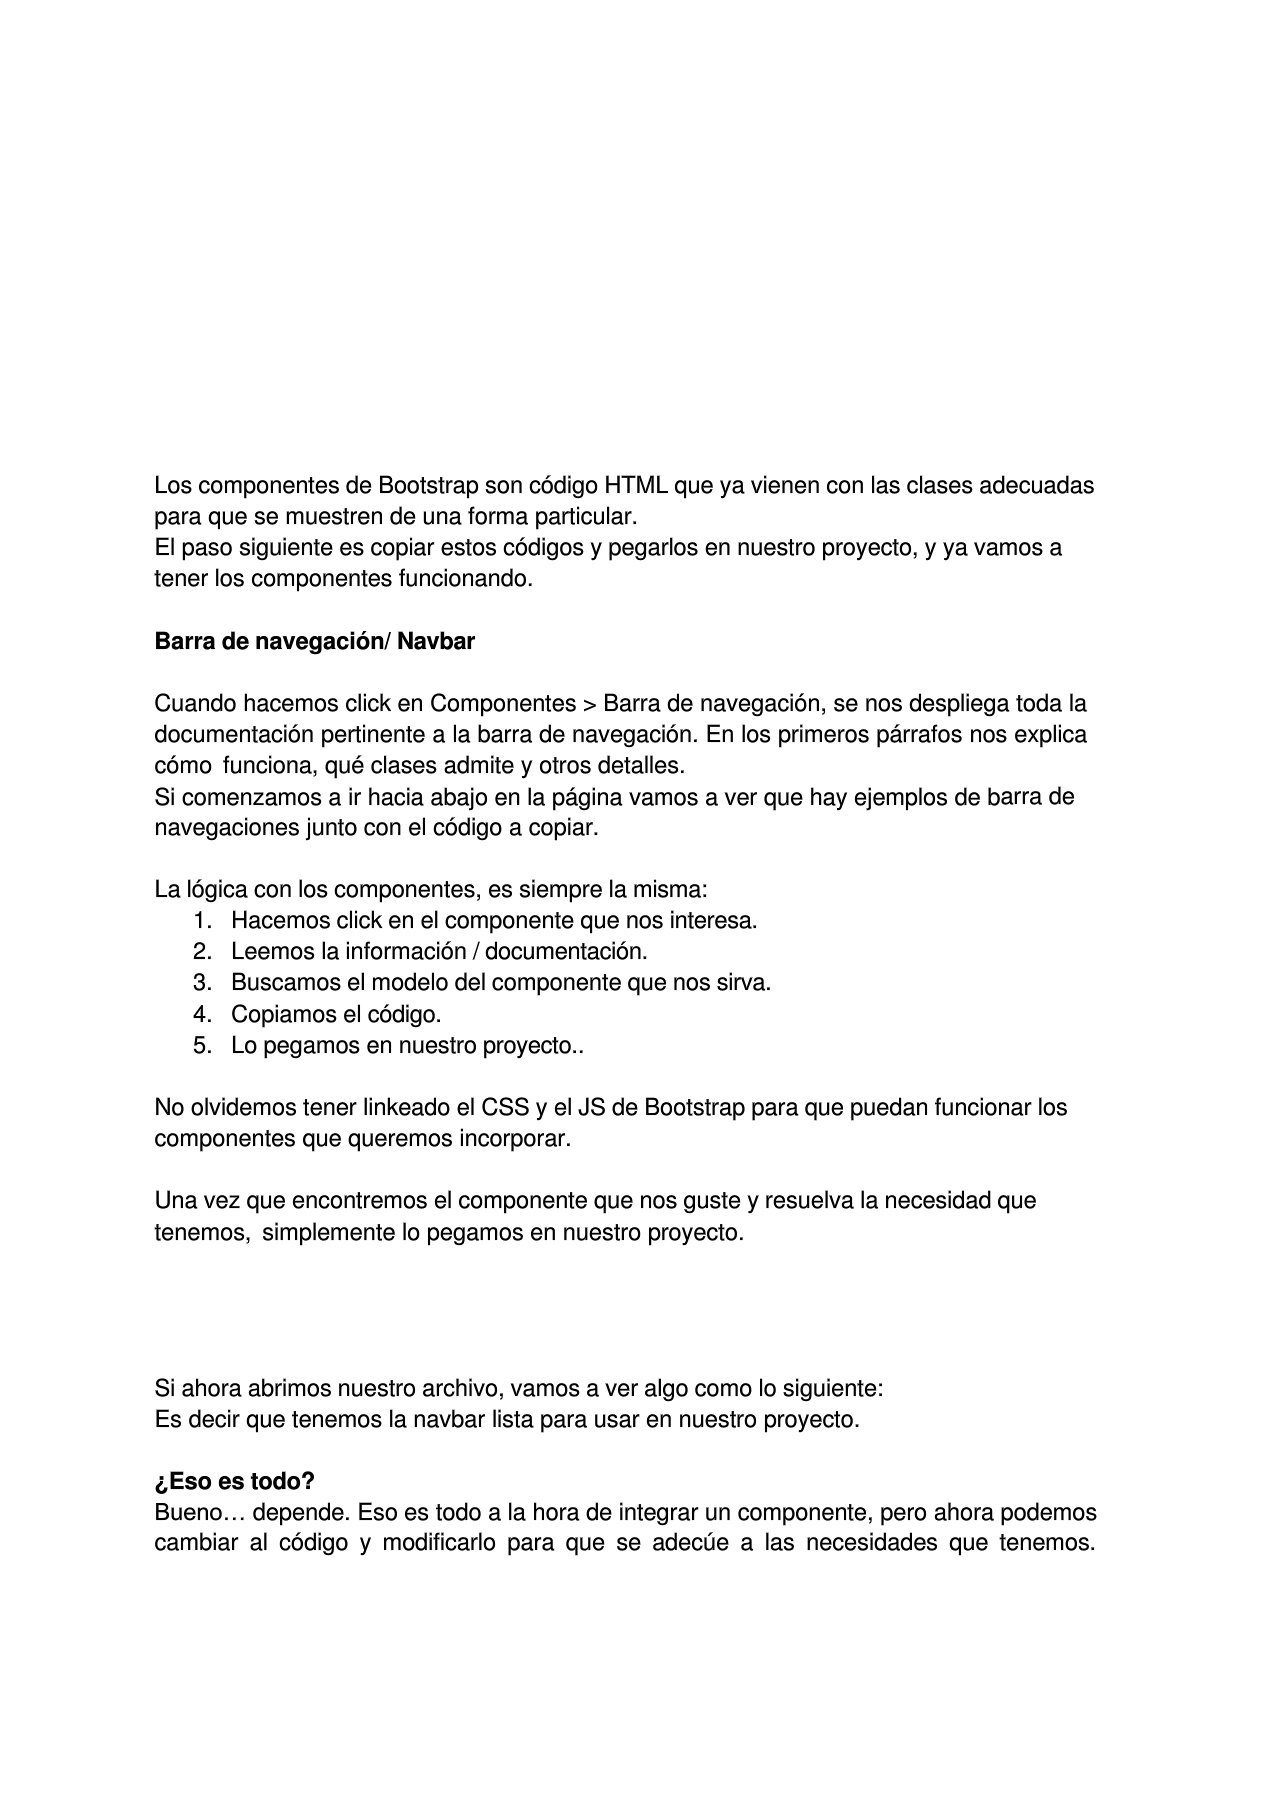 Los componentes de Bootstrap son código HTML que ya vienen con las clases adecuadas
para que se muestren de una forma particular.
El paso siguiente es copiar estos códigos y pegarlos en nuestro proyecto, y ya vamos a
tener los componentes funcionando.
Barra de navegación/ Navbar
Cuando hacemos click en Componentes > Barra de navegación, se nos despliega toda la
documentación pertinente a la barra de navegación. En los primeros párrafos nos explica
cómo funciona, qué clases admite y otros detalles.
Si comenzamos a ir hacia abajo en la página vamos a ver que hay ejemplos de barra de
navegaciones junto con el código a copiar.
La lógica con los componentes, es siempre la misma:
1. Hacemos click en el componente que nos interesa.
2. Leemos la información / documentación.
3. Buscamos el modelo del componente que nos sirva.
4. Copiamos el código.
5. Lo pegamos en nuestro proyecto..
No olvidemos tener linkeado el CSS y el JS de Bootstrap para que puedan funcionar los
componentes que queremos incorporar.
Una vez que encontremos el componente que nos guste y resuelva la necesidad que
tenemos, simplemente lo pegamos en nuestro proyecto.
Si ahora abrimos nuestro archivo, vamos a ver algo como lo siguiente:
Es decir que tenemos la navbar lista para usar en nuestro proyecto.
¿Eso es todo?
Bueno… depende. Eso es todo a la hora de integrar un componente, pero ahora podemos
cambiar al código y modificarlo para que se adecúe a las necesidades que tenemos.